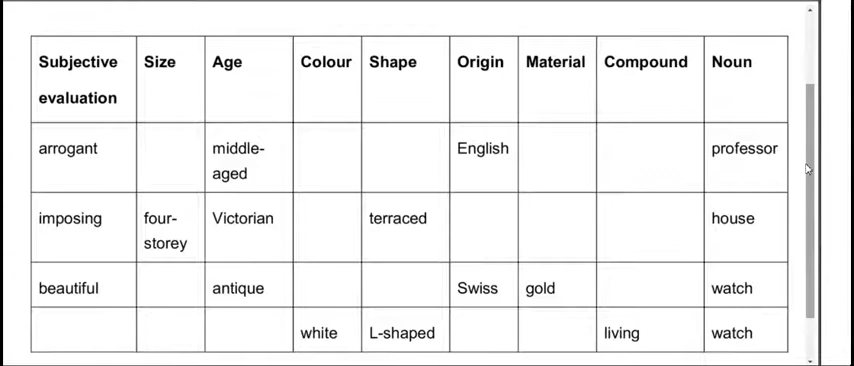 Subjective evaluation Size Age Colour Shape Origin Material Compound Noun
arrogant middle-aged English professor
imposing four-storey Victorian terraced house
beautiful antique Swiss gold watch
white L-shaped living watch